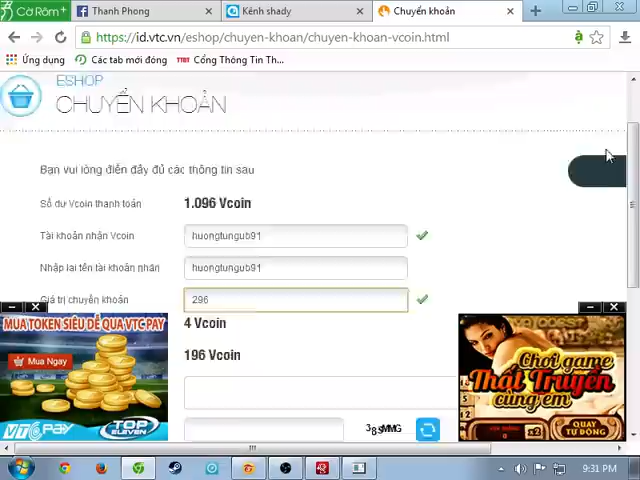 Cờ Rôm+
Thanh Phong
Kênh shady
Chuyển khoản
https://id.vtc.vn/eshop/chuyen-khoan/chuyen-khoan-vcoin.html
Ứng dụng
Các tab mới đóng
Cổng Thông Tin Th...
ESHOP
CHUYỂN KHOẢN
Bạn vui lòng điền đầy đủ các thông tin sau
Số dư Vcoin thanh toán
1.096 Vcoin
Tài khoản nhận Vcoin
huongtungub91
Nhập lại tên tài khoản nhận
huongtungub91
Giá trị chuyển khoản
296
4 Vcoin
196 Vcoin
MUA TOKEN SIÊU DỄ QUA VTC PAY
Mua Ngay
VTC Pay
TOP ELEVEN
Chơi game
Thất Truyền
cùng em
QUAY TỰ ĐỘNG
9:31 PM